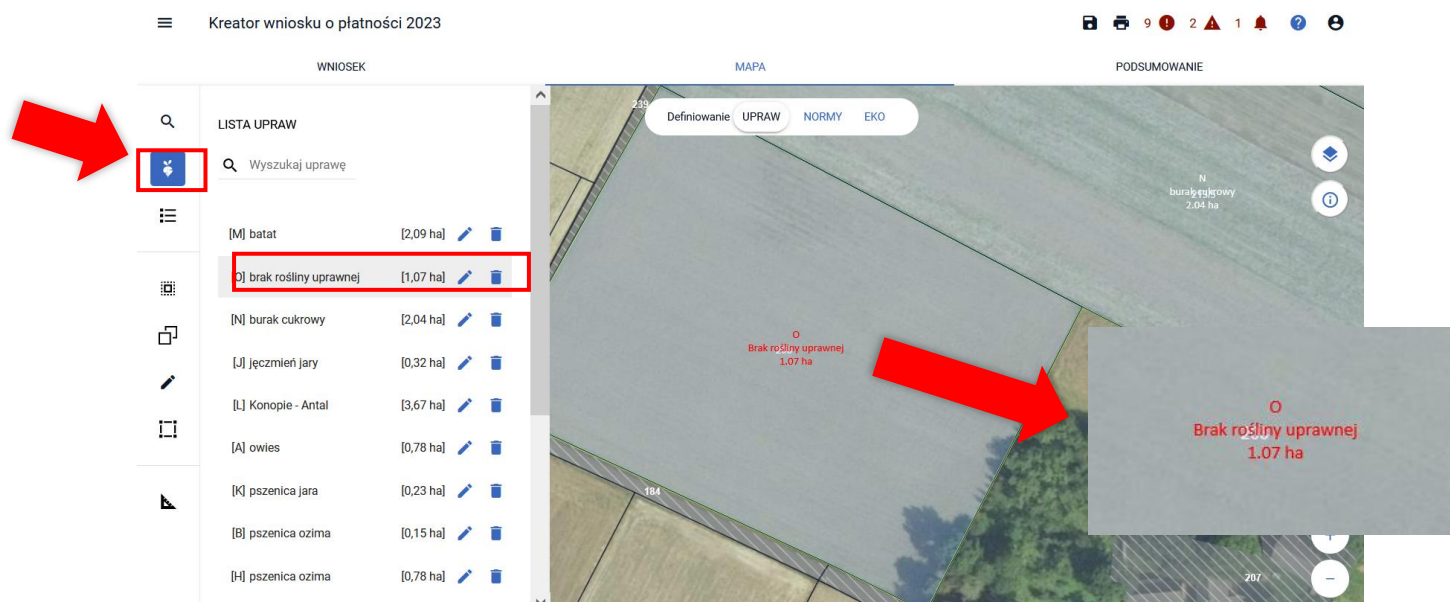 Kreator wniosku o płatności 2023
9 2 1
WNIOSEK MAPA PODSUMOWANIE
LISTA UPRAW
Wyszukaj uprawę
[M] batat [2,09 ha]
[O] brak rośliny uprawnej [1,07 ha]
[N] burak cukrowy [2,04 ha]
[J] jęczmień jary [0,32 ha]
[L] Konopie - Antal [3,67 ha]
[A] owies [0,78 ha]
[K] pszenica jara [0,23 ha]
[B] pszenica ozima [0,15 ha]
[H] pszenica ozima [0,78 ha]
239
Definiowanie UPRAW NORMY EKO
N
burak cukrowy
2.04 ha
O
Brak rośliny uprawnej
1.07 ha
O
Brak rośliny uprawnej
1.07 ha
184
207